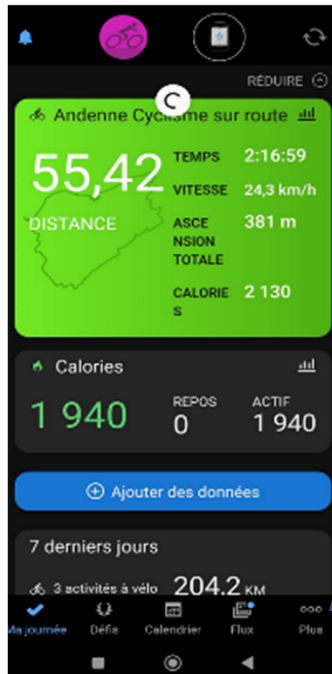 RÉDUIRE
Andenne Cyclisme sur route
55,42
DISTANCE
TEMPS 2:16:59
VITESSE 24,3 km/h
ASCE
NSION
TOTALE
381 m
CALORIE
S
2 130
Calories
1 940
REPOS
0
ACTIF
1 940
Ajouter des données
7 derniers jours
3 activités à vélo 204.2 KM
Ma journée
Défis
Calendrier
Flux
Plus